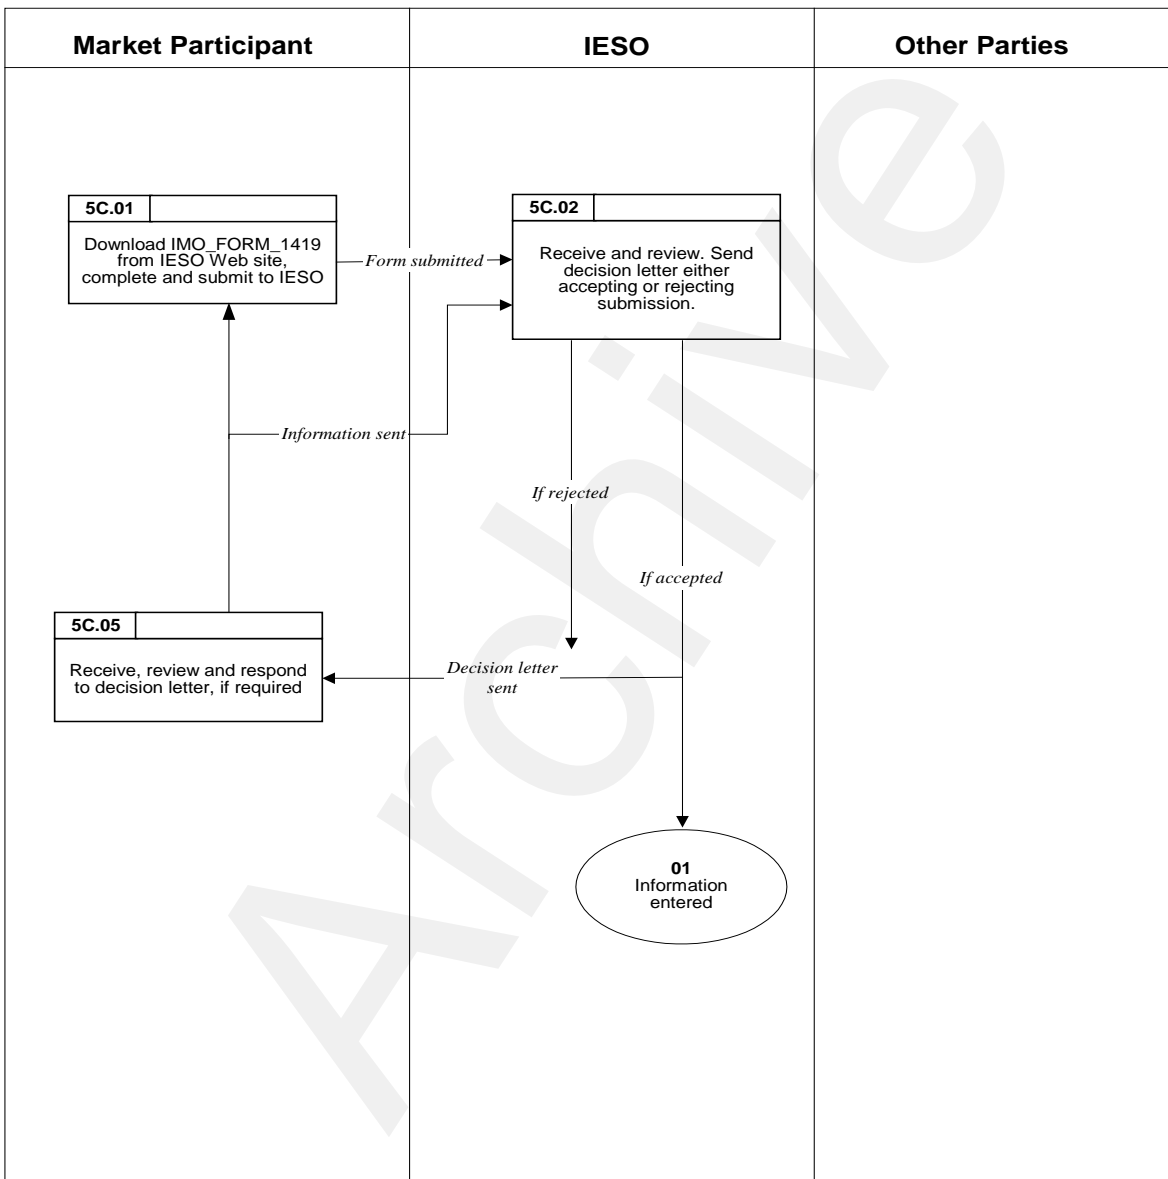 Market Participant
IESO
Other Parties
5C.01
Download IMO_FORM_1419
from IESO Web site,
complete and submit to IESO
Form submitted
5C.02
Receive and review. Send
decision letter either
accepting or rejecting
submission.
Information sent
If rejected
If accepted
5C.05
Receive, review and respond
to decision letter, if required
Decision letter
sent
01
Information
entered
Archive